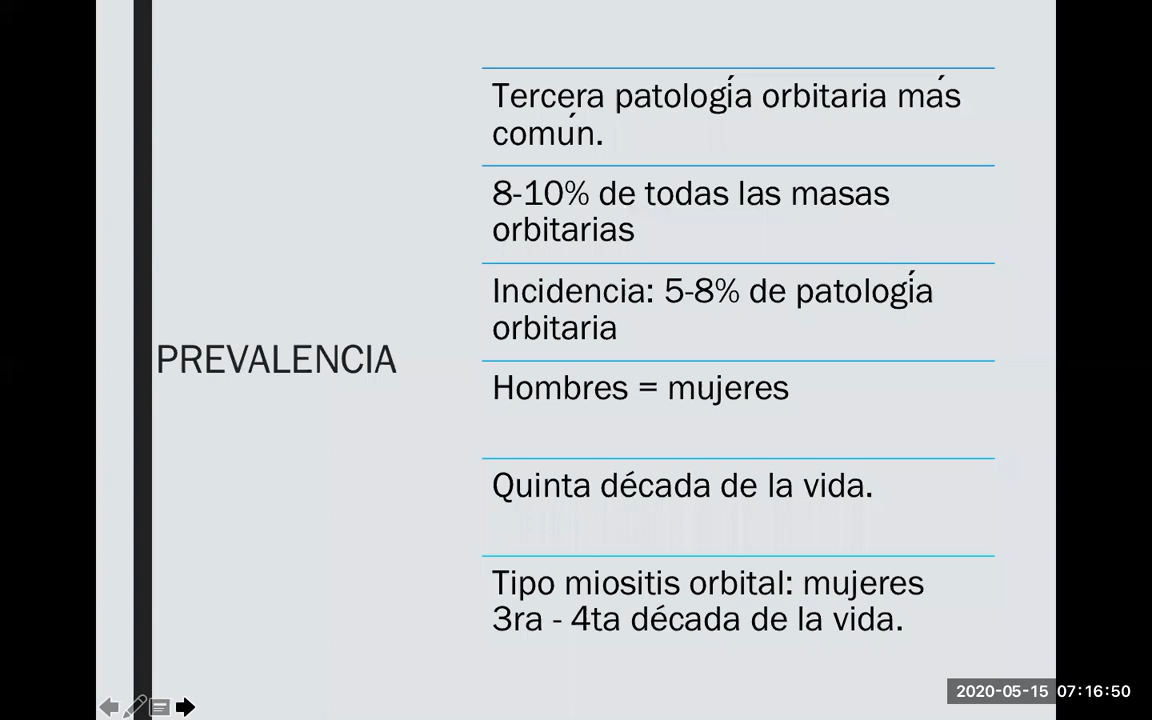 PREVALENCIA
Tercera patología orbitaria más
común.
8-10% de todas las masas
orbitarias
Incidencia: 5-8% de patología
orbitaria
Hombres = mujeres
Quinta década de la vida.
Tipo miositis orbital: mujeres
3ra - 4ta década de la vida.
2020-05-15 07:16:50